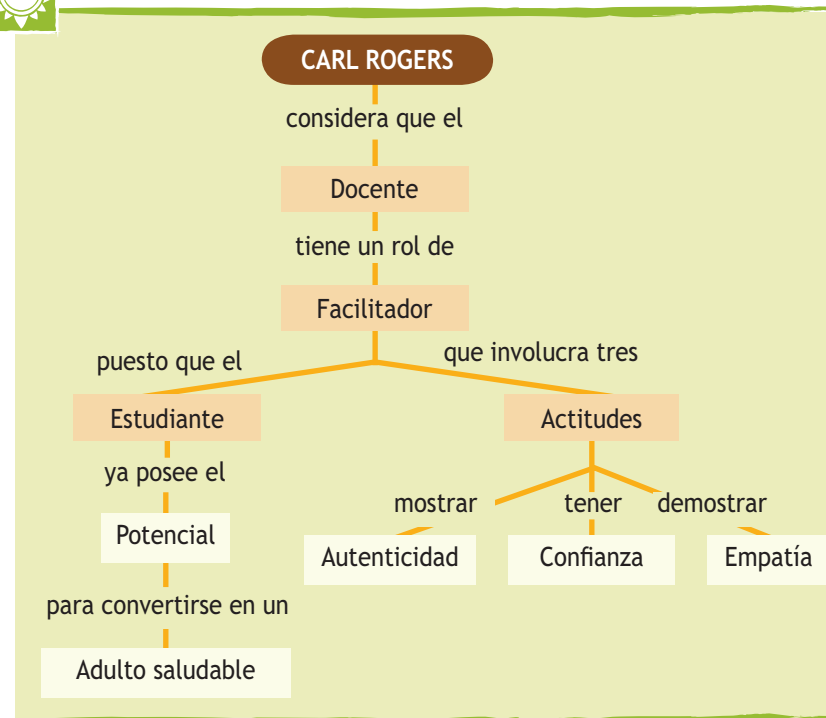 CARL ROGERS
considera que el
Docente
tiene un rol de
Facilitador
puesto que el
que involucra tres
Estudiante
Actitudes
ya posee el
mostrar
tener
demostrar
Potencial
Autenticidad
Confianza
Empatía
para convertirse en un
Adulto saludable